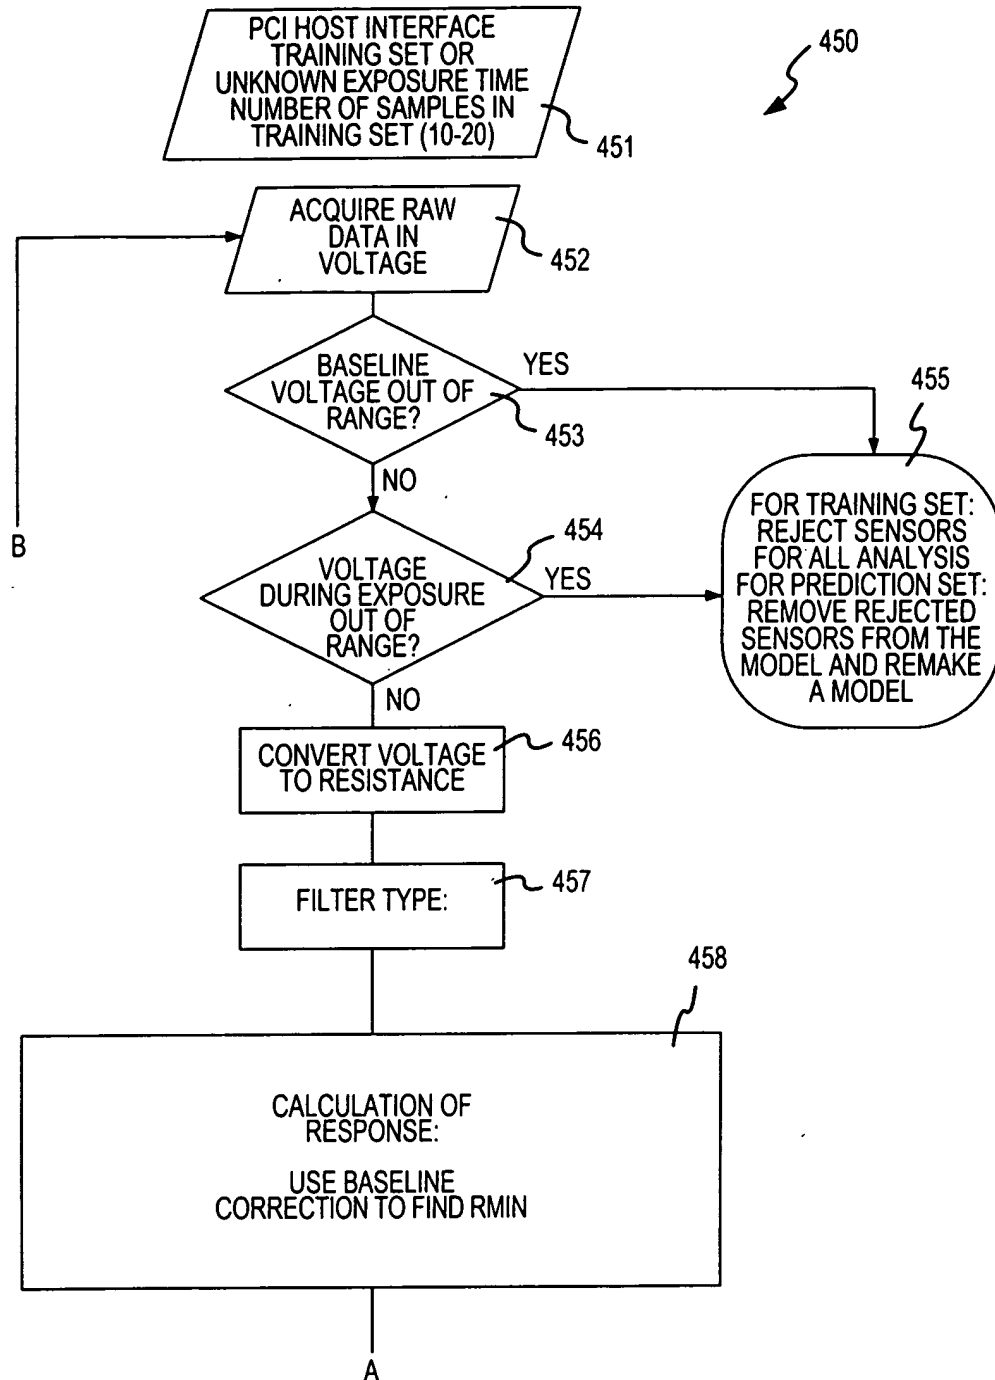 PCI HOST INTERFACE
TRAINING SET OR
UNKNOWN EXPOSURE TIME
NUMBER OF SAMPLES IN
TRAINING SET (10-20)
451
450
ACQUIRE RAW
DATA IN
VOLTAGE
452
BASELINE
VOLTAGE OUT OF
RANGE?
453
YES
NO
455
FOR TRAINING SET:
REJECT SENSORS
FOR ALL ANALYSIS
FOR PREDICTION SET:
REMOVE REJECTED
SENSORS FROM THE
MODEL AND REMAKE
A MODEL
B
VOLTAGE
DURING EXPOSURE
OUT OF
RANGE?
454
YES
NO
CONVERT VOLTAGE
TO RESISTANCE
456
FILTER TYPE:
457
458
CALCULATION OF
RESPONSE:
USE BASELINE
CORRECTION TO FIND RMIN
A